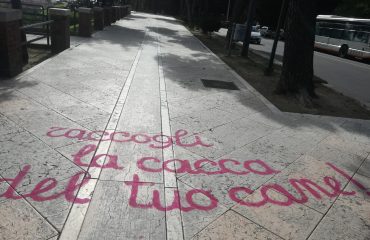 raccogli
la cacca
del tuo cane!